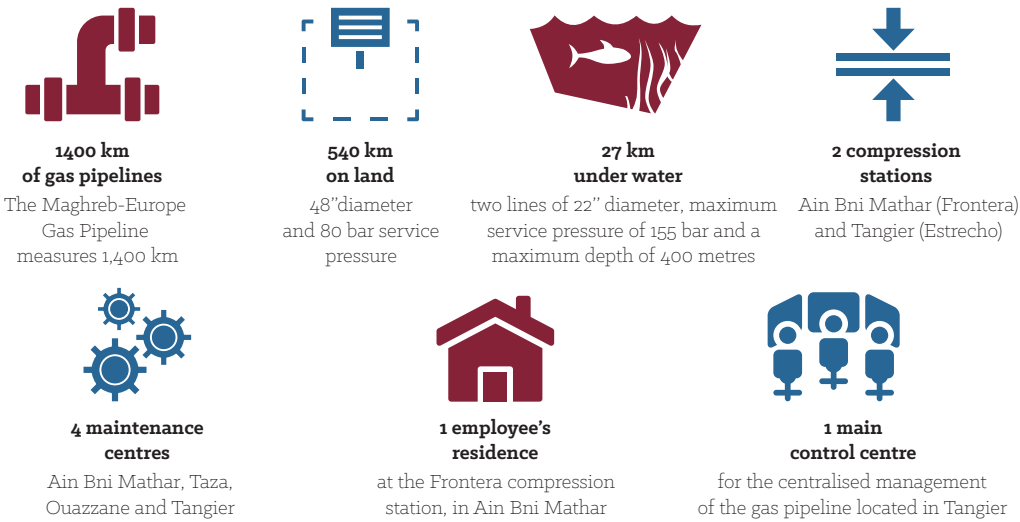 1400 km
of gas pipelines
The Maghreb-Europe
Gas Pipeline
measures 1,400 km
540 km
on land
48’’diameter
and 80 bar service
pressure
27 km
under water
two lines of 22’’ diameter, maximum
service pressure of 155 bar and a
maximum depth of 400 metres
2 compression
stations
Ain Bni Mathar (Frontera)
and Tangier (Estrecho)
4 maintenance
centres
Ain Bni Mathar, Taza,
Ouazzane and Tangier
1 employee’s
residence
at the Frontera compression
station, in Ain Bni Mathar
1 main
control centre
for the centralised management
of the gas pipeline located in Tangier